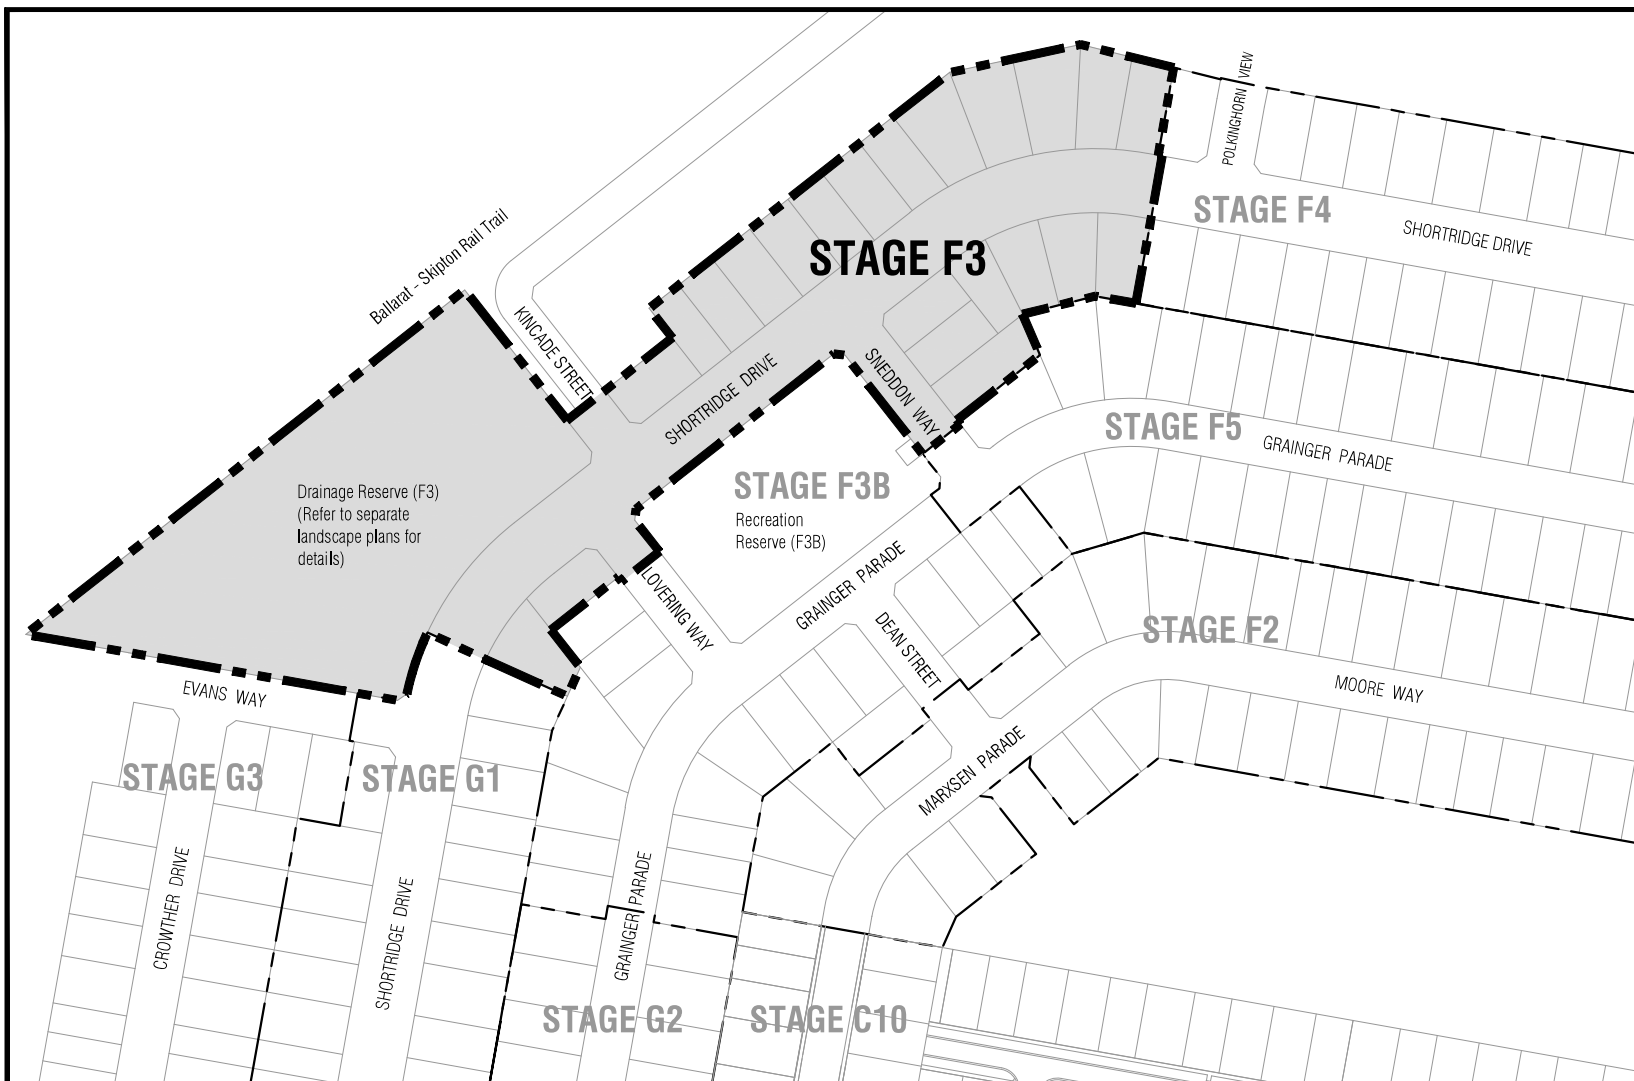 POLKINGHORN VIEW
STAGE F4
SHORTRIDGE DRIVE
STAGE F3
Ballarat - Skipton Rail Trail
KINCADE STREET
SHORTRIDGE DRIVE
SNEDDON WAY
STAGE F5
GRAINGER PARADE
STAGE F3B
Recreation
Reserve (F3B)
Drainage Reserve (F3)
(Refer to separate
landscape plans for
details)
LOVERING WAY
GRAINGER PARADE
DEAN STREET
STAGE F2
MOORE WAY
EVANS WAY
STAGE G3
STAGE G1
MARXSEN PARADE
CROWTHER DRIVE
SHORTRIDGE DRIVE
GRAINGER PARADE
STAGE G2
STAGE C10